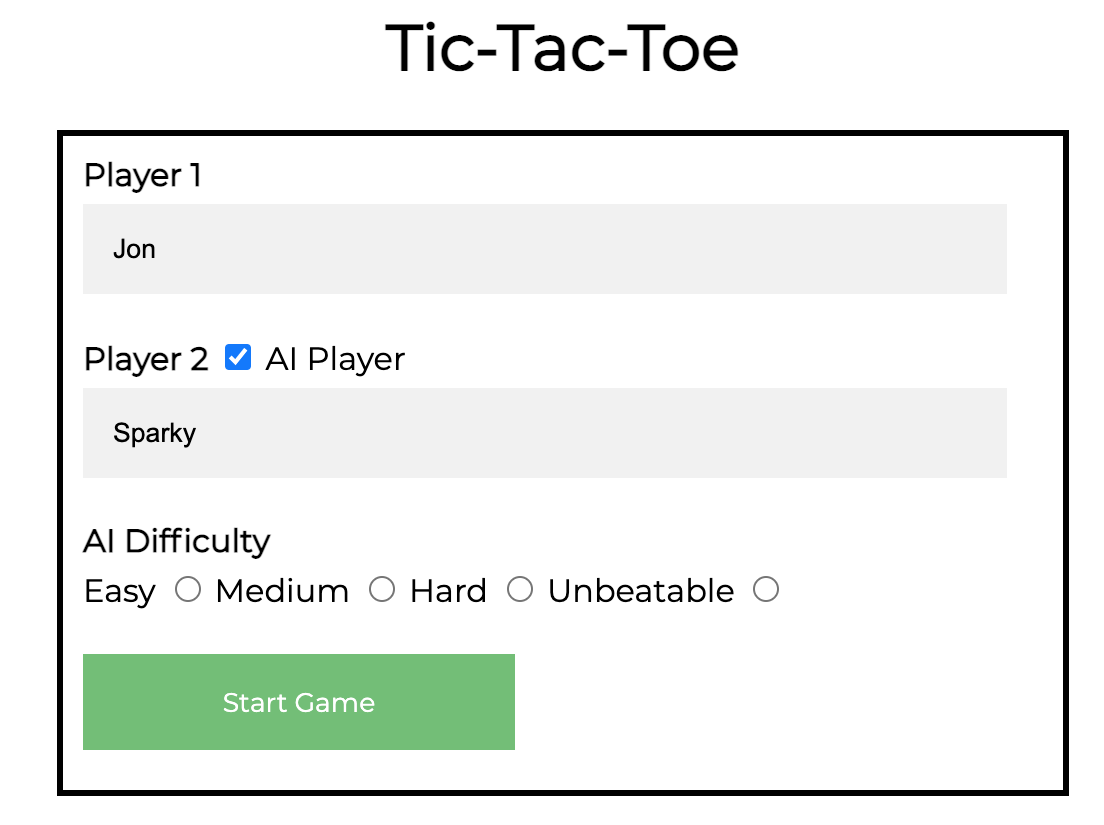 Tic-Tac-Toe
Player 1
Jon
Player 2 AI Player
Sparky
AI Difficulty
Easy Medium Hard Unbeatable
Start Game